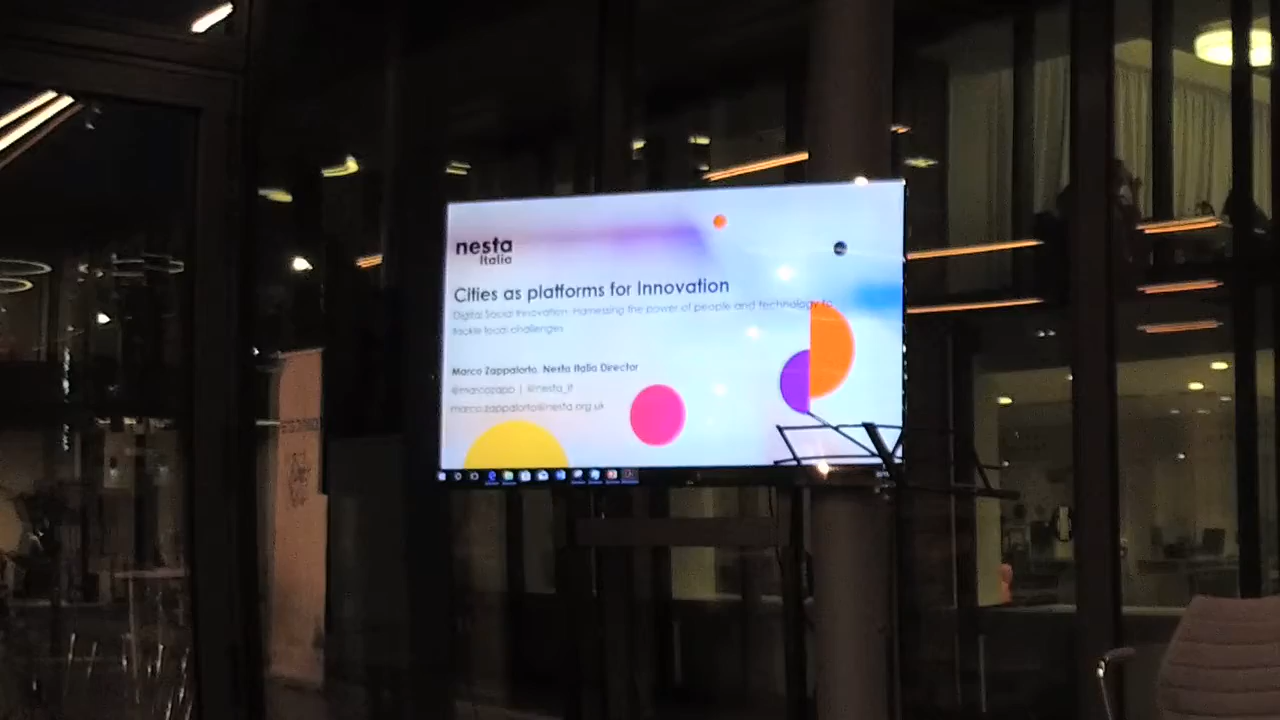 nesta
Italia
Cities as platforms for Innovation
Digital Social Innovation: Harnessing the power of people and technology to
tackle local challenges
Marco Zappalorto, Nesta Italia Director
@marcozapp | @nesta_it
marco.zappalorto@nesta.org.uk